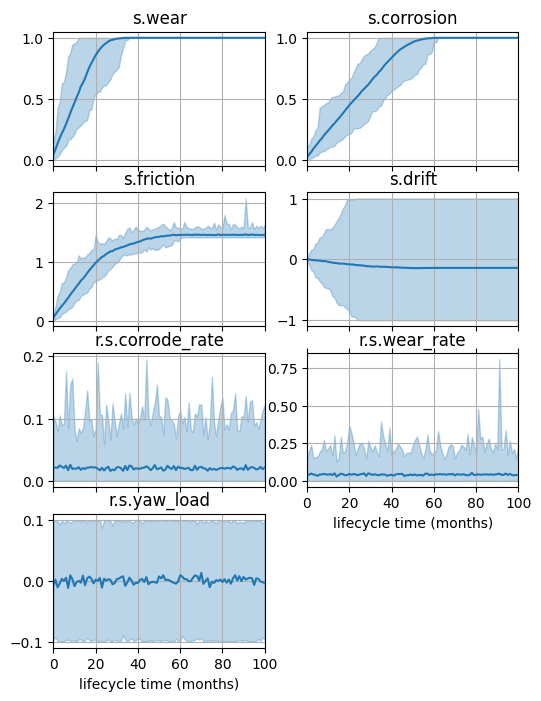 s.wear
s.corrosion
1.0
0.5
0.0
1.0
0.5
0.0
s.friction
s.drift
2
1
0
1
0
−1
r.s.corrode_rate
r.s.wear_rate
0.2
0.1
0.0
0.75
0.50
0.25
0.00
0 20 40 60 80 100
lifecycle time (months)
r.s.yaw_load
0.1
0.0
−0.1
0 20 40 60 80 100
lifecycle time (months)